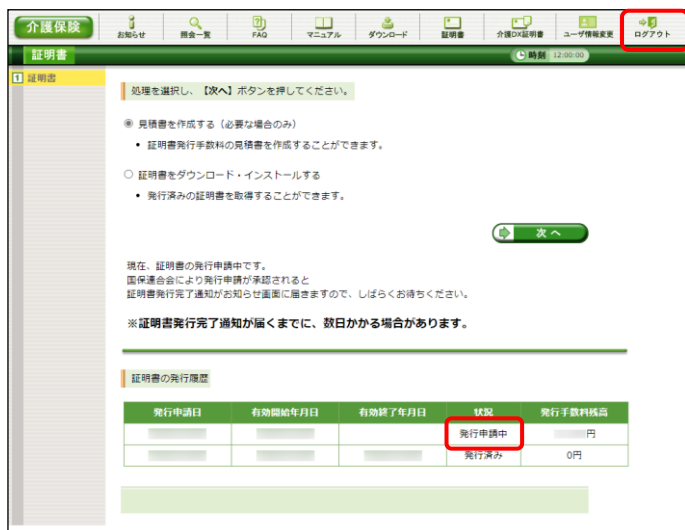 介護保険
お知らせ
照会一覧
FAQ
マニュアル
ダウンロード
証明書
介護DX証明書
ユーザ情報変更
ログアウト
証明書
時刻 12:00:00
1 証明書
処理を選択し、【次へ】ボタンを押してください。
見積書を作成する（必要な場合のみ）
• 証明書発行手数料の見積書を作成することができます。
証明書をダウンロード・インストールする
• 発行済みの証明書を取得することができます。
次 へ
現在、証明書の発行申請中です。
国保連合会により発行申請が承認されると
証明書発行完了通知がお知らせ画面に届きますので、しばらくお待ちください。
※証明書発行完了通知が届くまでに、数日かかる場合があります。
証明書の発行履歴
発行申請日 有効開始年月日 有効終了年月日 状況 発行手数料残高
発行申請中 円
発行済み 0円